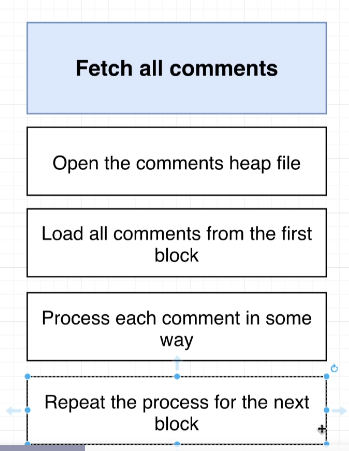 Fetch all comments
Open the comments heap file
Load all comments from the first
block
Process each comment in some
way
Repeat the process for the next
block